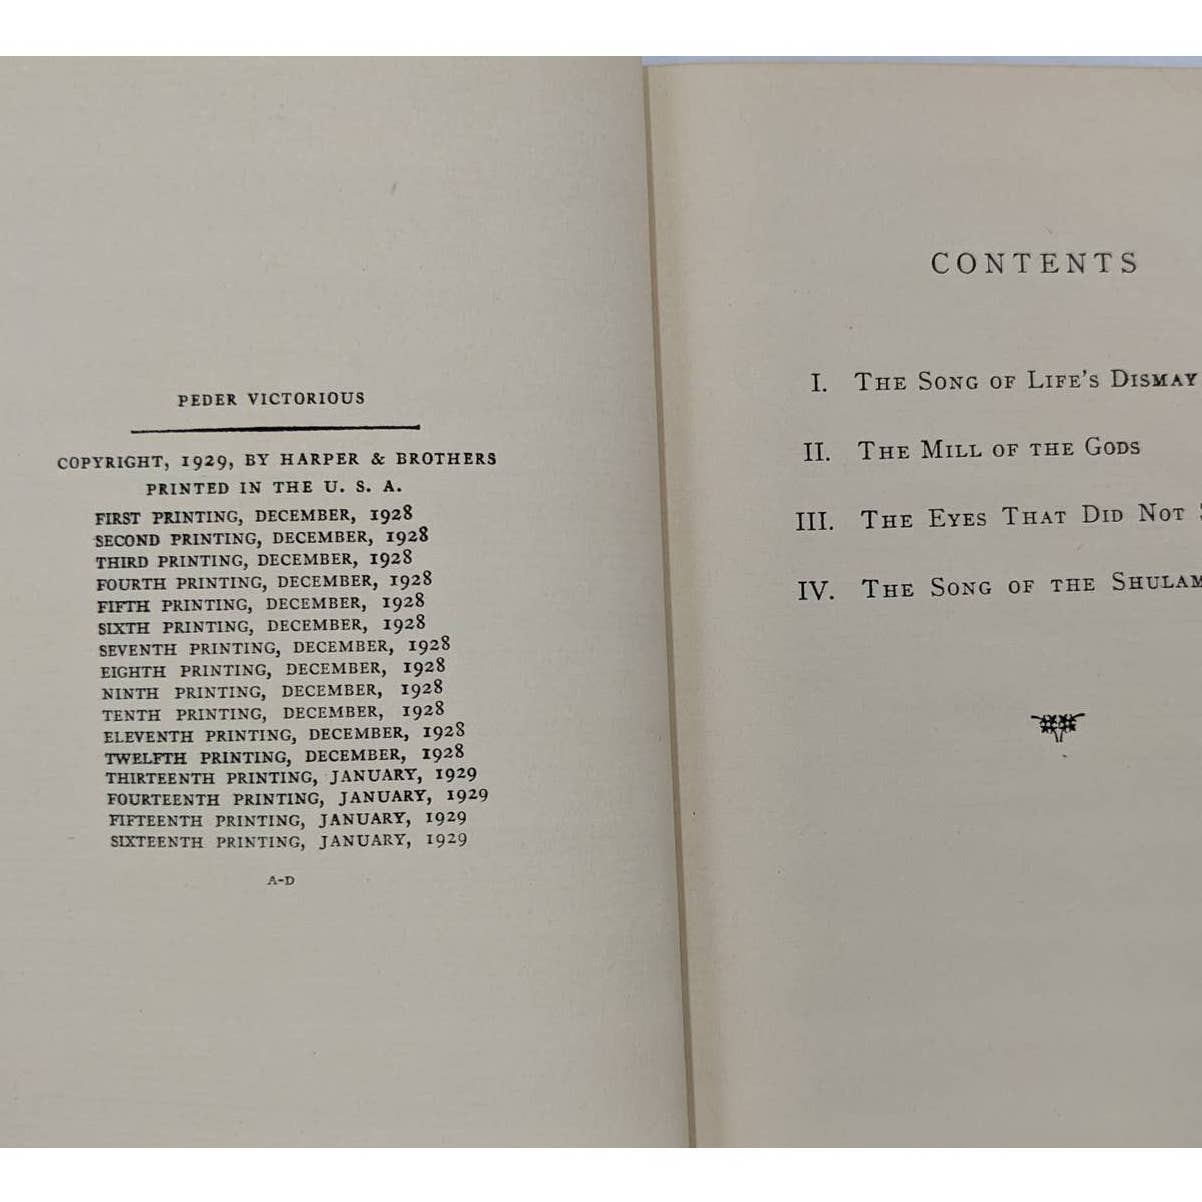 PEDER VICTORIOUS
COPYRIGHT, 1929, BY HARPER & BROTHERS
PRINTED IN THE U. S. A.
FIRST PRINTING, DECEMBER, 1928
SECOND PRINTING, DECEMBER, 1928
THIRD PRINTING, DECEMBER, 1928
FOURTH PRINTING, DECEMBER, 1928
FIFTH PRINTING, DECEMBER, 1928
SIXTH PRINTING, DECEMBER, 1928
SEVENTH PRINTING, DECEMBER, 1928
EIGHTH PRINTING, DECEMBER, 1928
NINTH PRINTING, DECEMBER, 1928
TENTH PRINTING, DECEMBER, 1928
ELEVENTH PRINTING, DECEMBER, 1928
TWELFTH PRINTING, DECEMBER, 1928
THIRTEENTH PRINTING, JANUARY, 1929
FOURTEENTH PRINTING, JANUARY, 1929
FIFTEENTH PRINTING, JANUARY, 1929
SIXTEENTH PRINTING, JANUARY, 1929
A-D
CONTENTS
I. THE SONG OF LIFE'S DISMAY
II. THE MILL OF THE GODS
III. THE EYES THAT DID NOT
IV. THE SONG OF THE